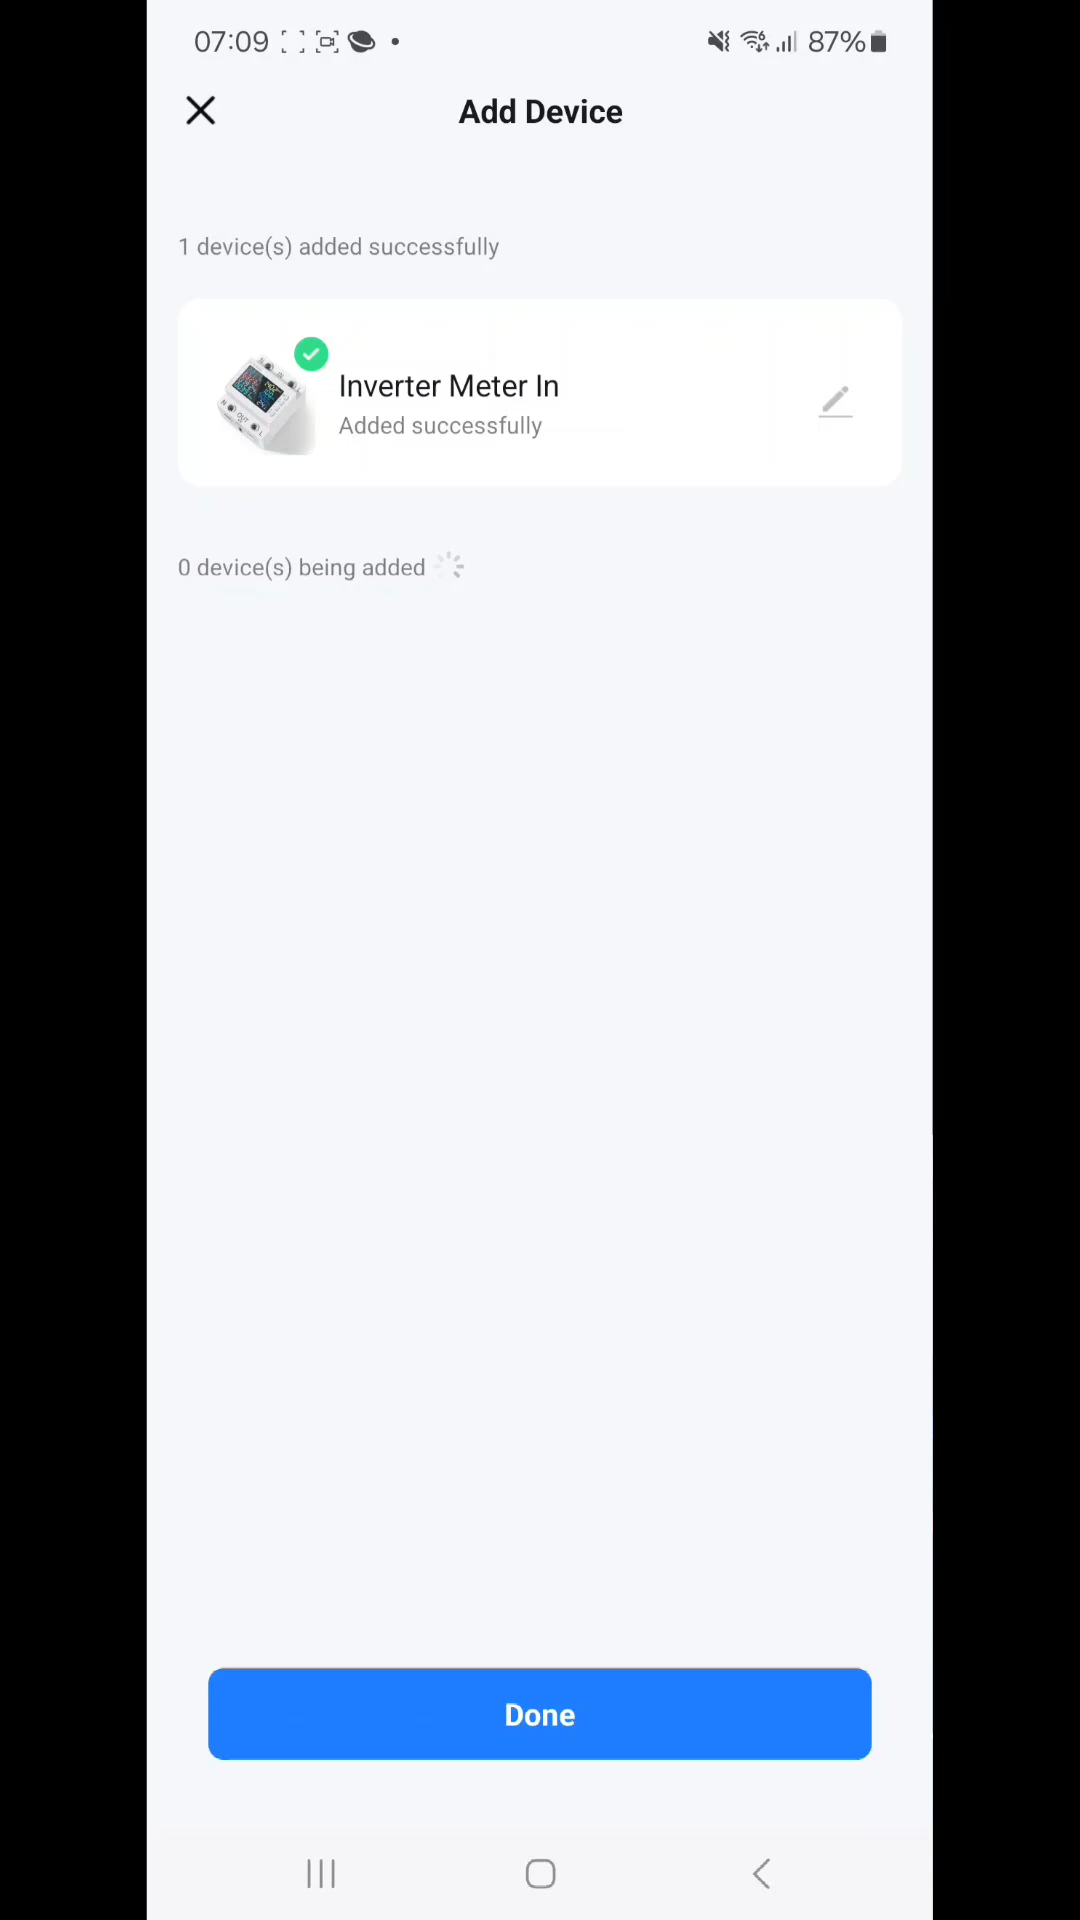 07:09 87%
Add Device
1 device(s) added successfully
Inverter Meter In
Added successfully
0 device(s) being added
Done